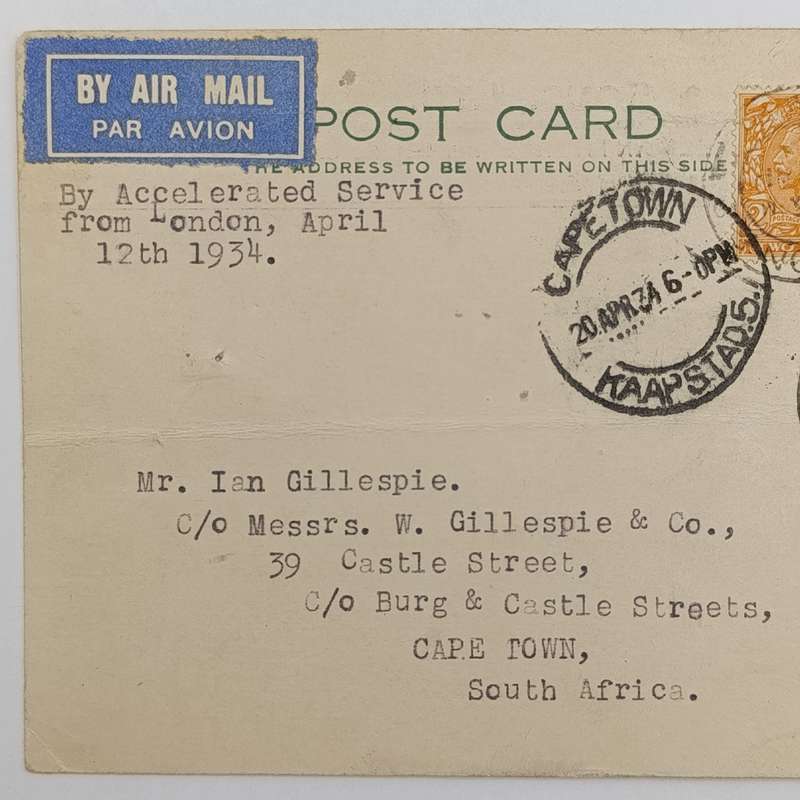 BY AIR MAIL
PAR AVION
POST CARD
THE ADDRESS TO BE WRITTEN ON THIS SIDE
By Accelerated Service
from London, April
12th 1934.
CAPE TOWN
20.APR.34 6-0PM
KAAPSTAD.5.
Mr. Ian Gillespie.
C/o Messrs. W. Gillespie & Co.,
39 Castle Street,
C/o Burg & Castle Streets,
CAPE TOWN,
South Africa.